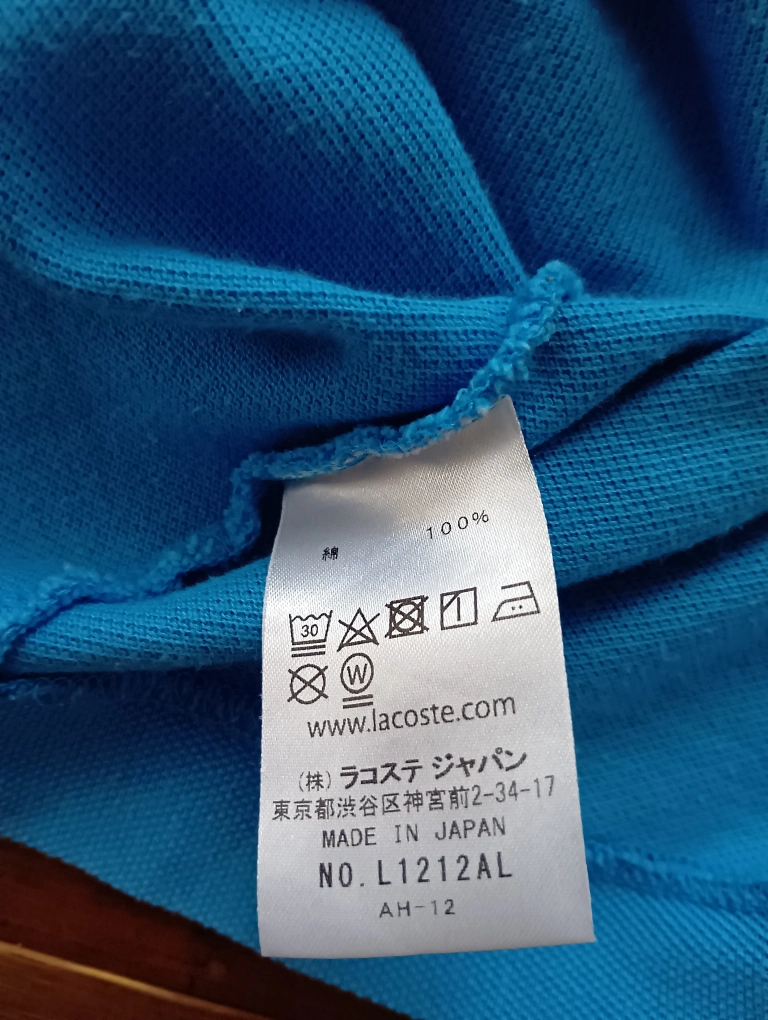 綿 100%
30
W
www.lacoste.com
(株) ラコステ ジャパン
東京都渋谷区神宮前2-34-17
MADE IN JAPAN
NO. L1212AL
AH-12